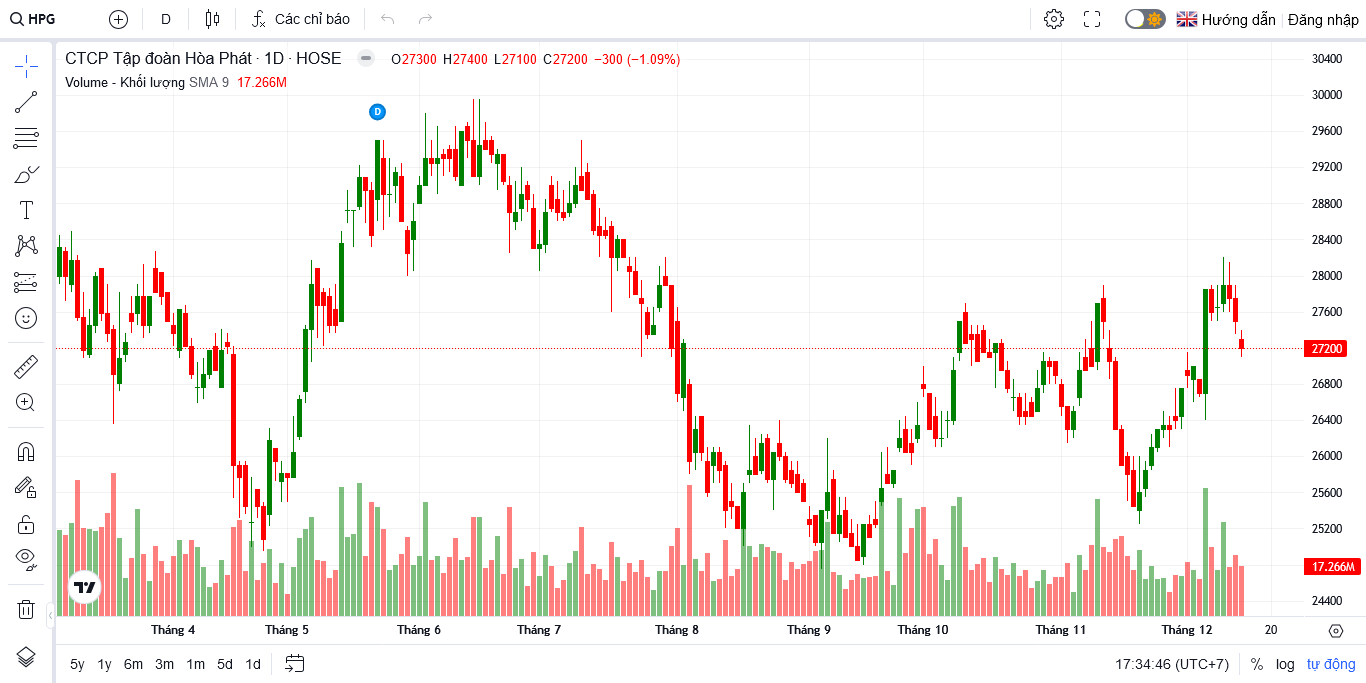 HPG D Các chỉ báo Hướng dẫn Đăng nhập
CTCP Tập đoàn Hòa Phát · 1D · HOSE O27300 H27400 L27100 C27200 −300 (−1.09%)
Volume - Khối lượng SMA 9 17.266M
D
30400
30000
29600
29200
28800
28400
28000
27600
27200
26800
26400
26000
25600
25200
17.266M
24400
Tháng 4 Tháng 5 Tháng 6 Tháng 7 Tháng 8 Tháng 9 Tháng 10 Tháng 11 Tháng 12 20
5y 1y 6m 3m 1m 5d 1d 17:34:46 (UTC+7) % log tự động